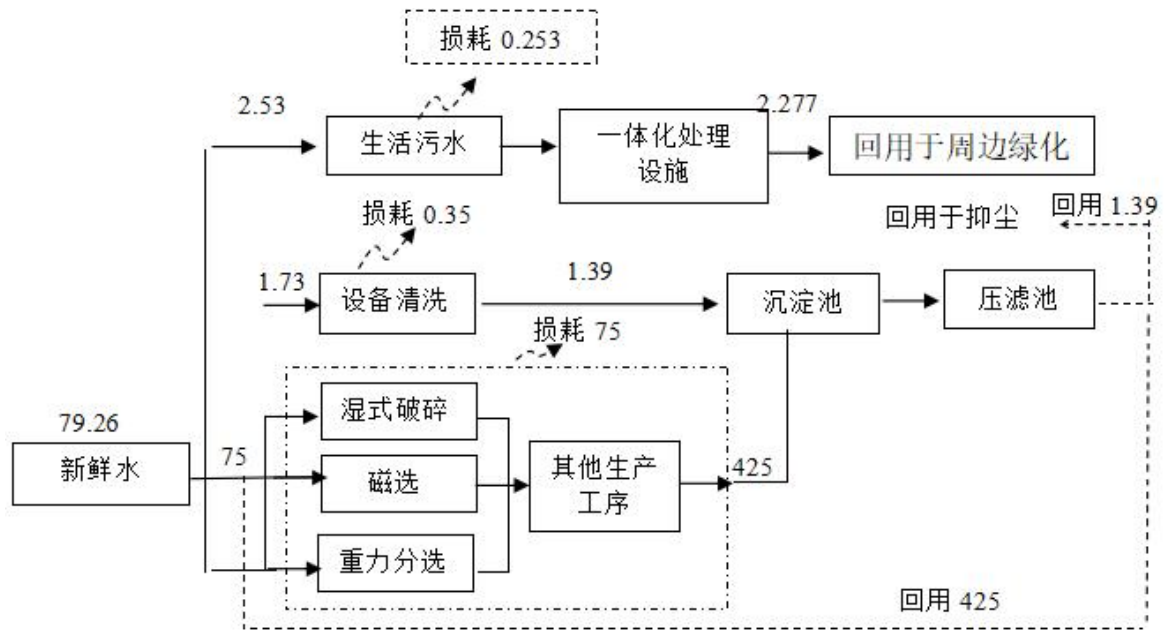 损耗 0.253
2.53
2.277
生活污水
一体化处理
设施
回用于周边绿化
损耗 0.35
回用于抑尘
回用 1.39
1.73
1.39
设备清洗
沉淀池
压滤池
损耗 75
湿式破碎
79.26
新鲜水
75
磁选
其他生产
工序
425
重力分选
回用 425